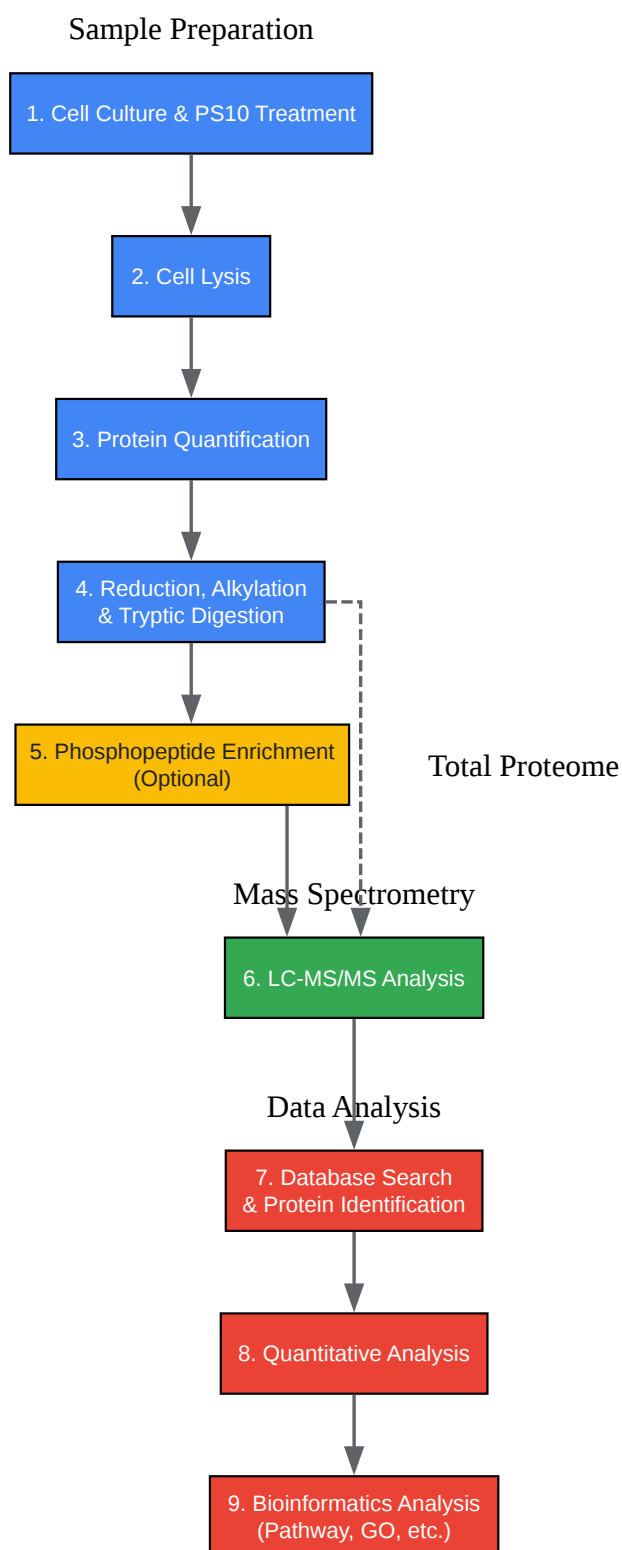 Sample Preparation
1. Cell Culture & PS10 Treatment
2. Cell Lysis
3. Protein Quantification
4. Reduction, Alkylation
& Tryptic Digestion
5. Phosphopeptide Enrichment
(Optional)
Total Proteome
Mass Spectrometry
6. LC-MS/MS Analysis
Data Analysis
7. Database Search
& Protein Identification
8. Quantitative Analysis
9. Bioinformatics Analysis
(Pathway, GO, etc.)